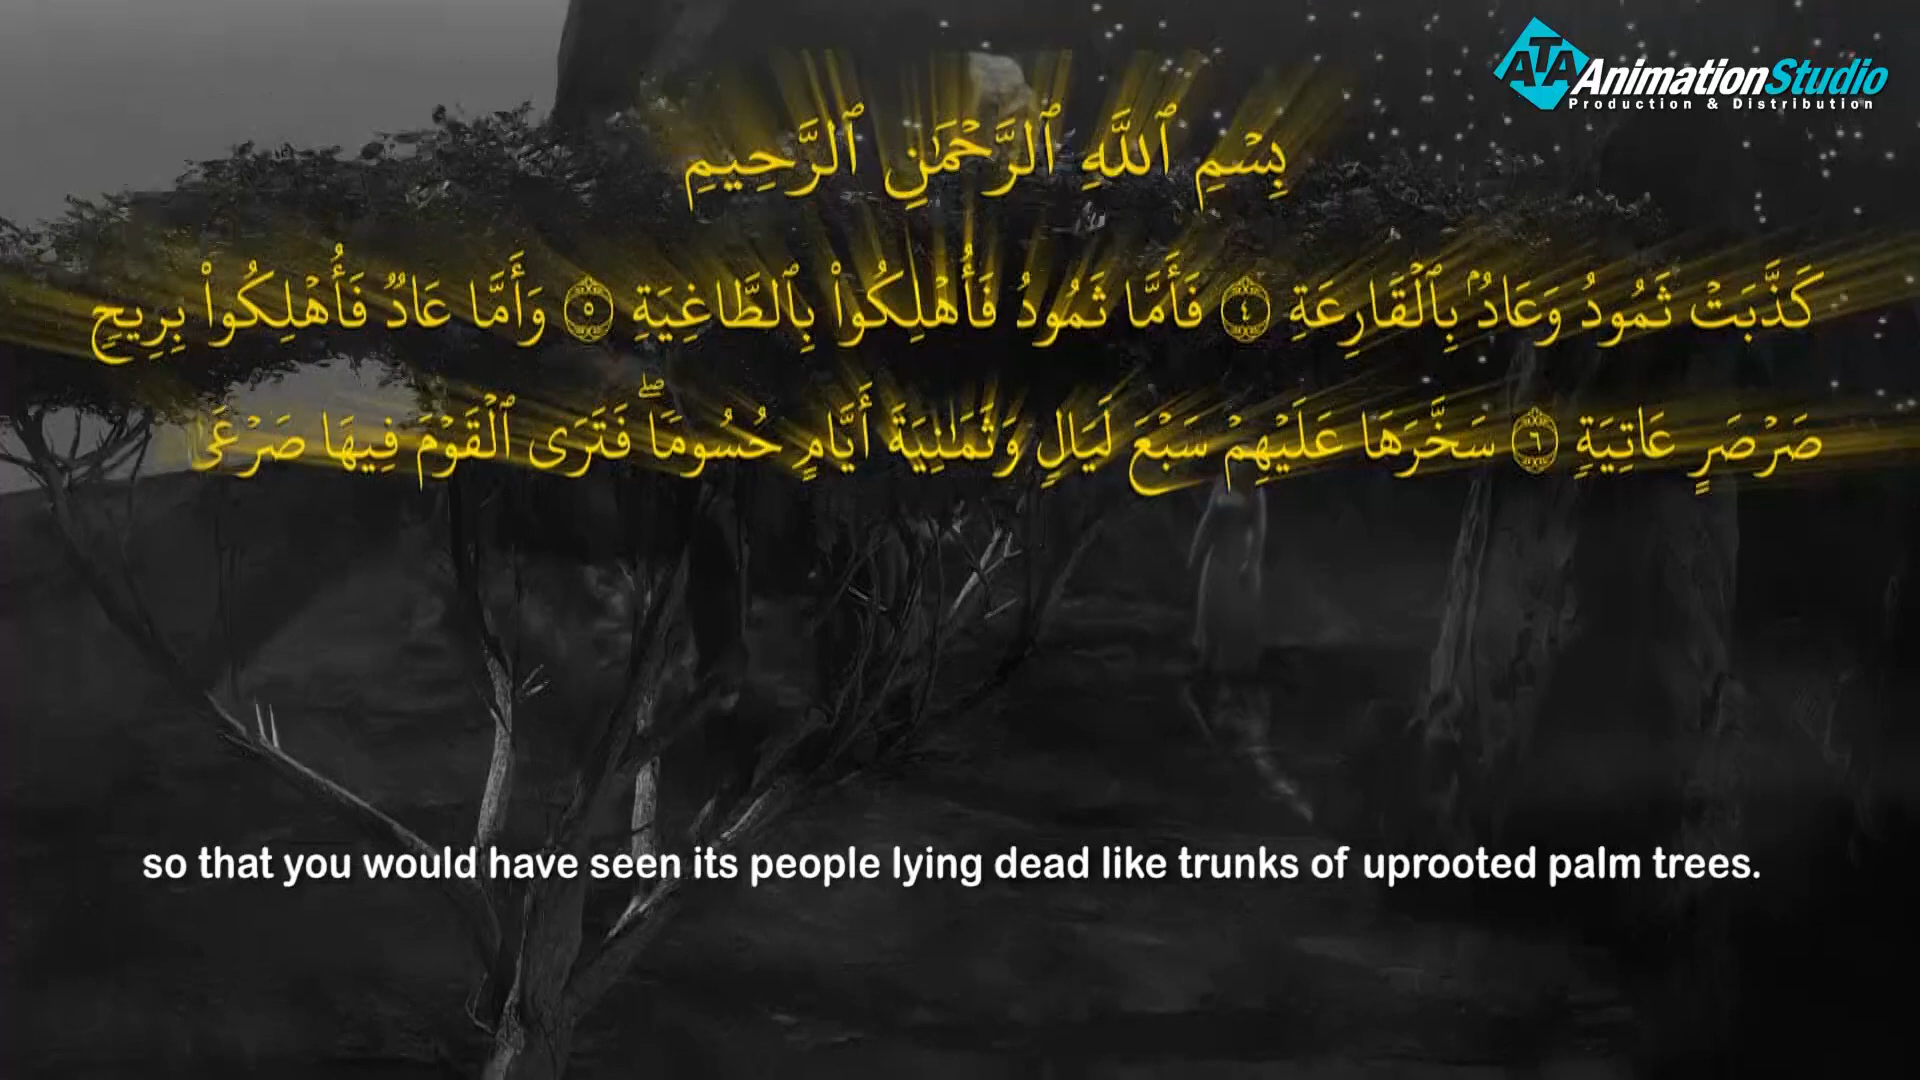 ATA AnimationStudio
Production & Distribution
بِسْمِ ٱللَّهِ ٱلرَّحْمَٰنِ ٱلرَّحِيمِ
كَذَّبَتْ ثَمُودُ وَعَادُۢ بِٱلْقَارِعَةِ ٤ فَأَمَّا ثَمُودُ فَأُهْلِكُوا۟ بِٱلطَّاغِيَةِ ٥ وَأَمَّا عَادٌ فَأُهْلِكُوا۟ بِرِيحٍ
صَرْصَرٍ عَاتِيَةٍ ٦ سَخَّرَهَا عَلَيْهِمْ سَبْعَ لَيَالٍ وَثَمَٰنِيَةَ أَيَّامٍ حُسُومًا ۖ فَتَرَى ٱلْقَوْمَ فِيهَا صَرْعَىٰ
so that you would have seen its people lying dead like trunks of uprooted palm trees.